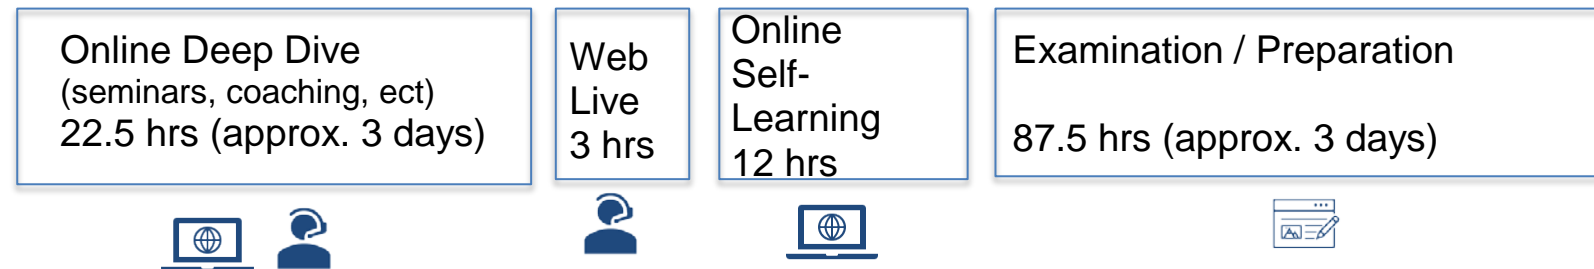 Online Deep Dive
(seminars, coaching, ect)
22.5 hrs (approx. 3 days)
Web
Live
3 hrs
Online
Self-
Learning
12 hrs
Examination / Preparation
87.5 hrs (approx. 3 days)